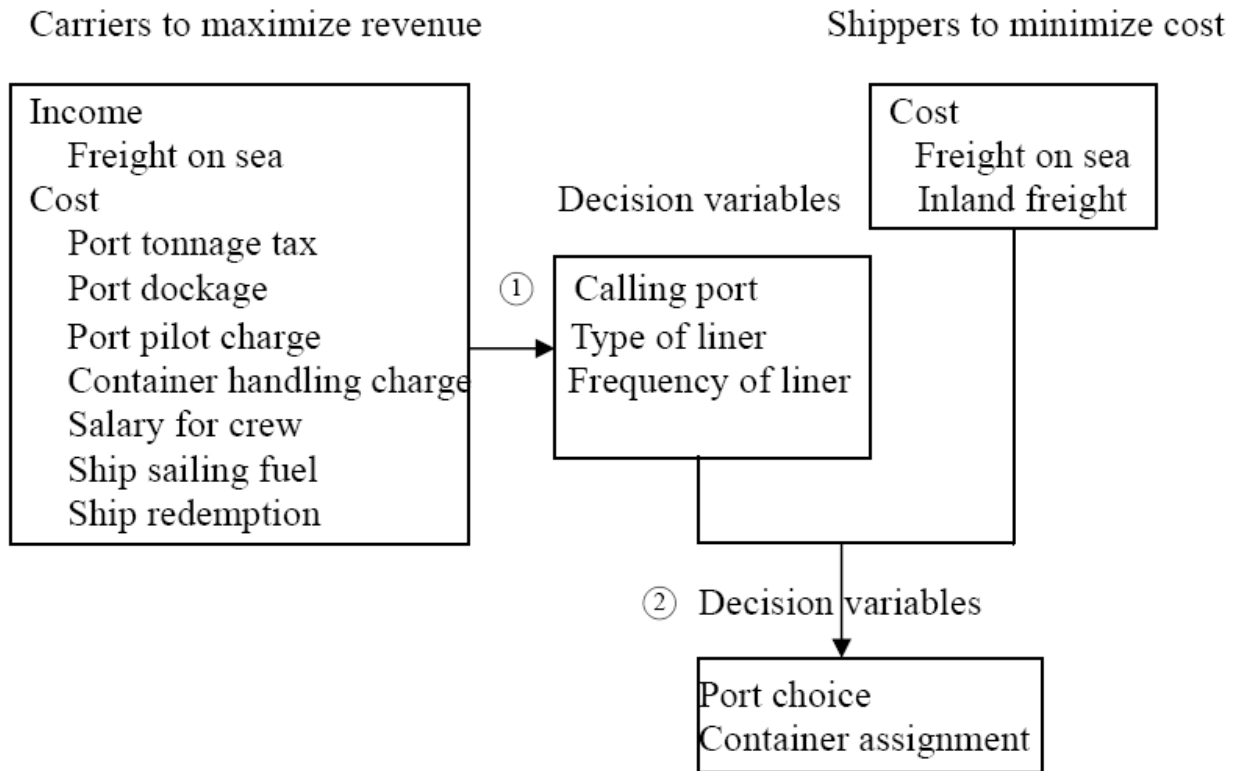 Carriers to maximize revenue
Shippers to minimize cost
Income
Freight on sea
Cost
Port tonnage tax
Port dockage
Port pilot charge
Container handling charge
Salary for crew
Ship sailing fuel
Ship redemption
Cost
Freight on sea
Inland freight
Decision variables
①
Calling port
Type of liner
Frequency of liner
② Decision variables
Port choice
Container assignment